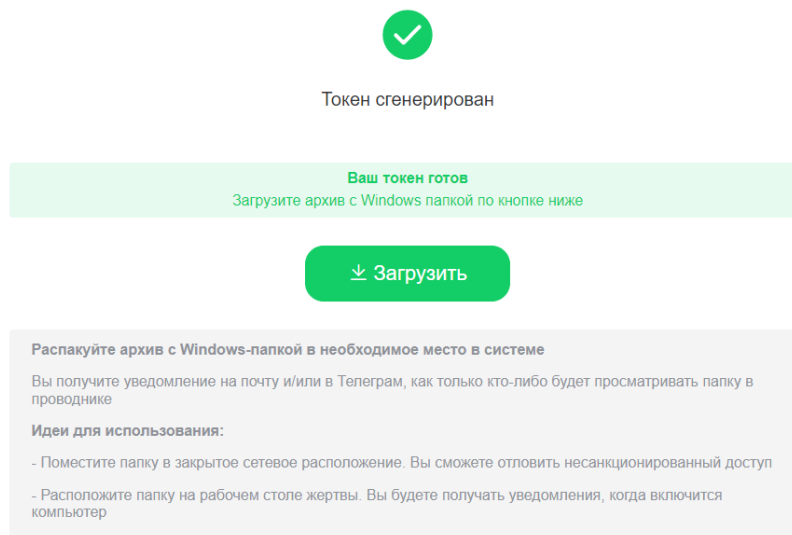 Токен сгенерирован
Ваш токен готов
Загрузите архив с Windows папкой по кнопке ниже
Загрузить
Распакуйте архив с Windows-папкой в необходимое место в системе
Вы получите уведомление на почту и/или в Телеграм, как только кто-либо будет просматривать папку в
проводнике
Идеи для использования:
- Поместите папку в закрытое сетевое расположение. Вы сможете отловить несанкционированный доступ
- Расположите папку на рабочем столе жертвы. Вы будете получать уведомления, когда включится
компьютер